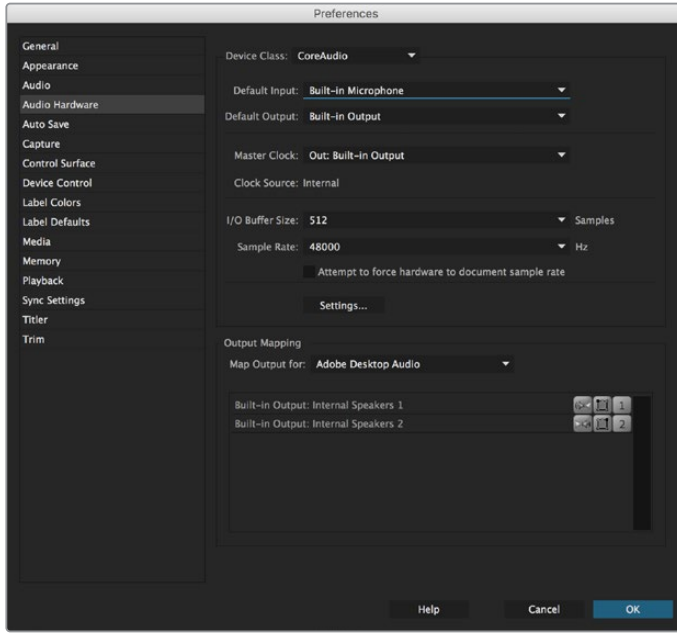 Preferences
General
Appearance
Audio
Audio Hardware
Auto Save
Capture
Control Surface
Device Control
Label Colors
Label Defaults
Media
Memory
Playback
Sync Settings
Titler
Trim
Device Class: CoreAudio
Default Input: Built-in Microphone
Default Output: Built-in Output
Master Clock: Out: Built-in Output
Clock Source: Internal
I/O Buffer Size: 512 Samples
Sample Rate: 48000 Hz
Attempt to force hardware to document sample rate
Settings...
Output Mapping
Map Output for: Adobe Desktop Audio
Built-in Output: Internal Speakers 1 1
Built-in Output: Internal Speakers 2 2
Help Cancel OK